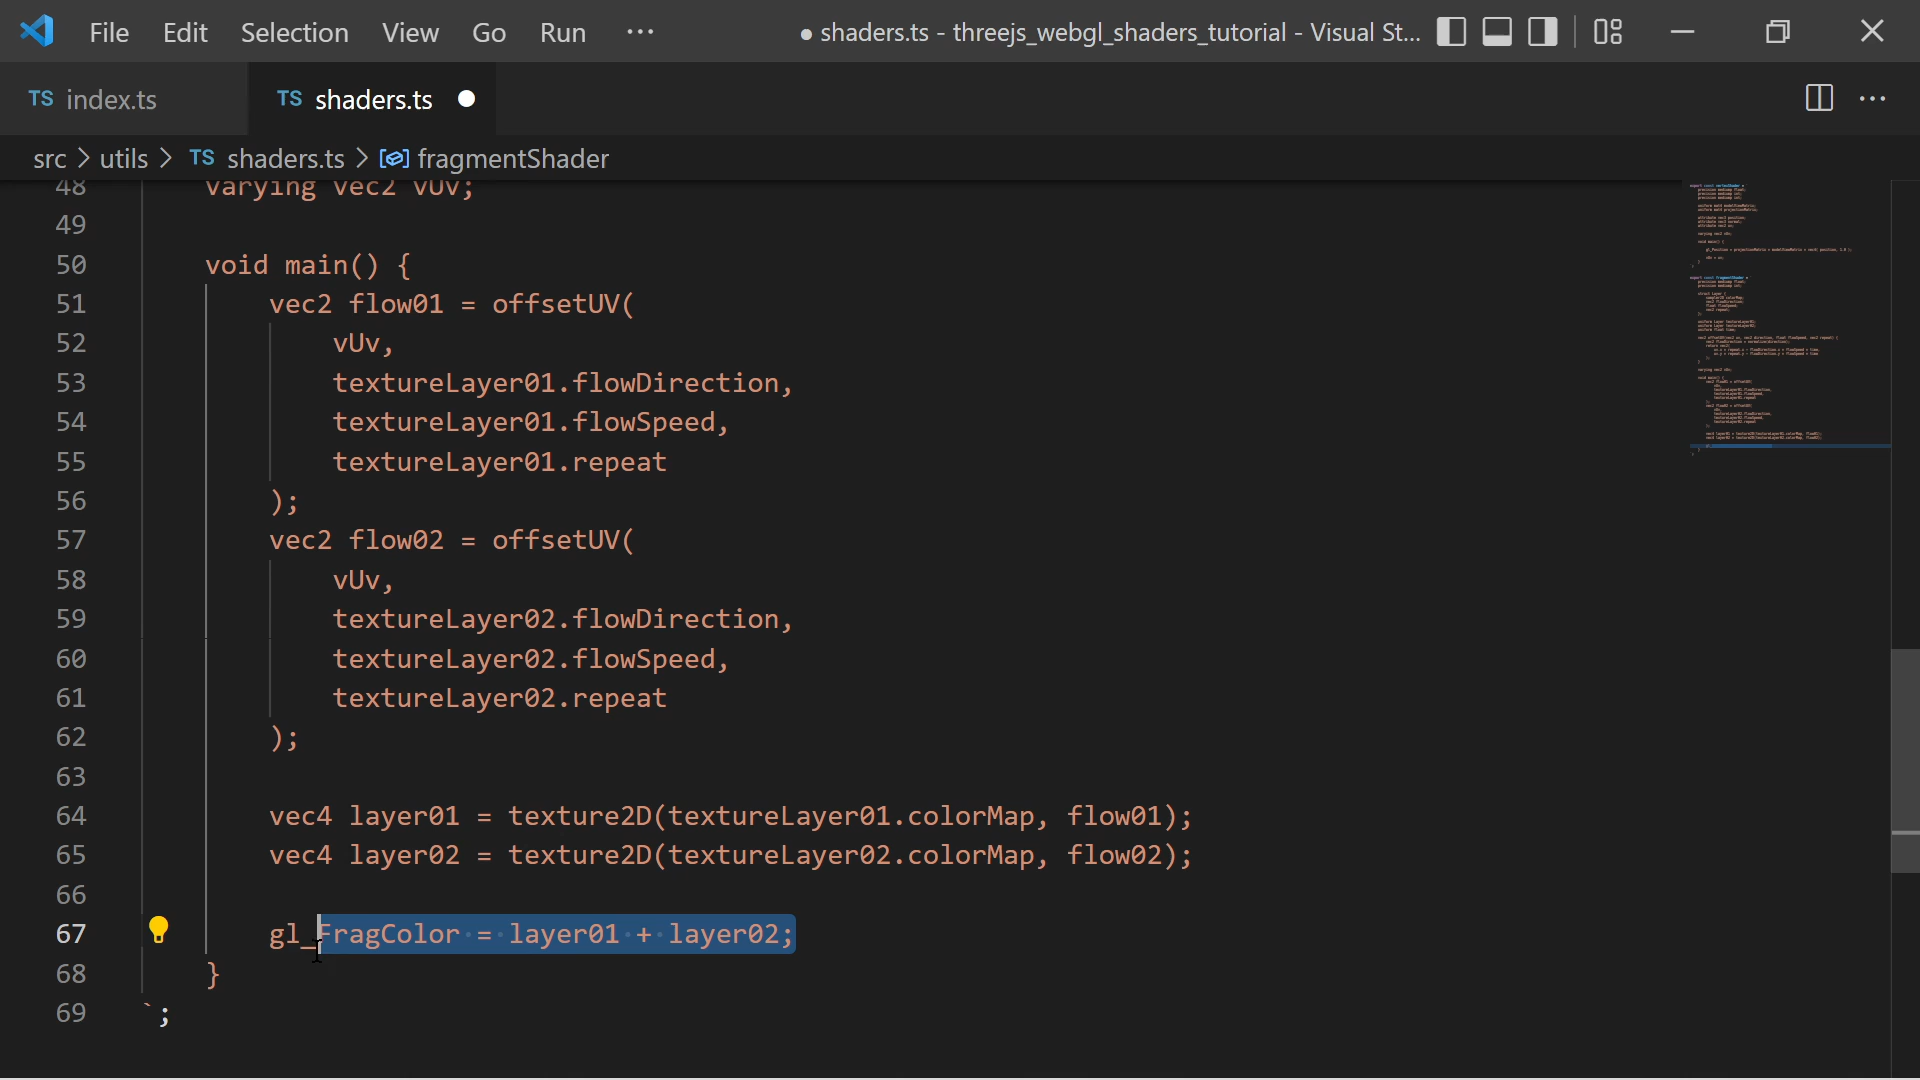 File Edit Selection View Go Run ··· ● shaders.ts - threejs_webgl_shaders_tutorial - Visual St...
TS index.ts TS shaders.ts ●
src > utils > TS shaders.ts > fragmentShader
48 varying vec2 vUv;
49
50 void main() {
51 vec2 flow01 = offsetUV(
52 vUv,
53 textureLayer01.flowDirection,
54 textureLayer01.flowSpeed,
55 textureLayer01.repeat
56 );
57 vec2 flow02 = offsetUV(
58 vUv,
59 textureLayer02.flowDirection,
60 textureLayer02.flowSpeed,
61 textureLayer02.repeat
62 );
63
64 vec4 layer01 = texture2D(textureLayer01.colorMap, flow01);
65 vec4 layer02 = texture2D(textureLayer02.colorMap, flow02);
66
67 gl_FragColor = layer01 + layer02;
68 }
69 `;